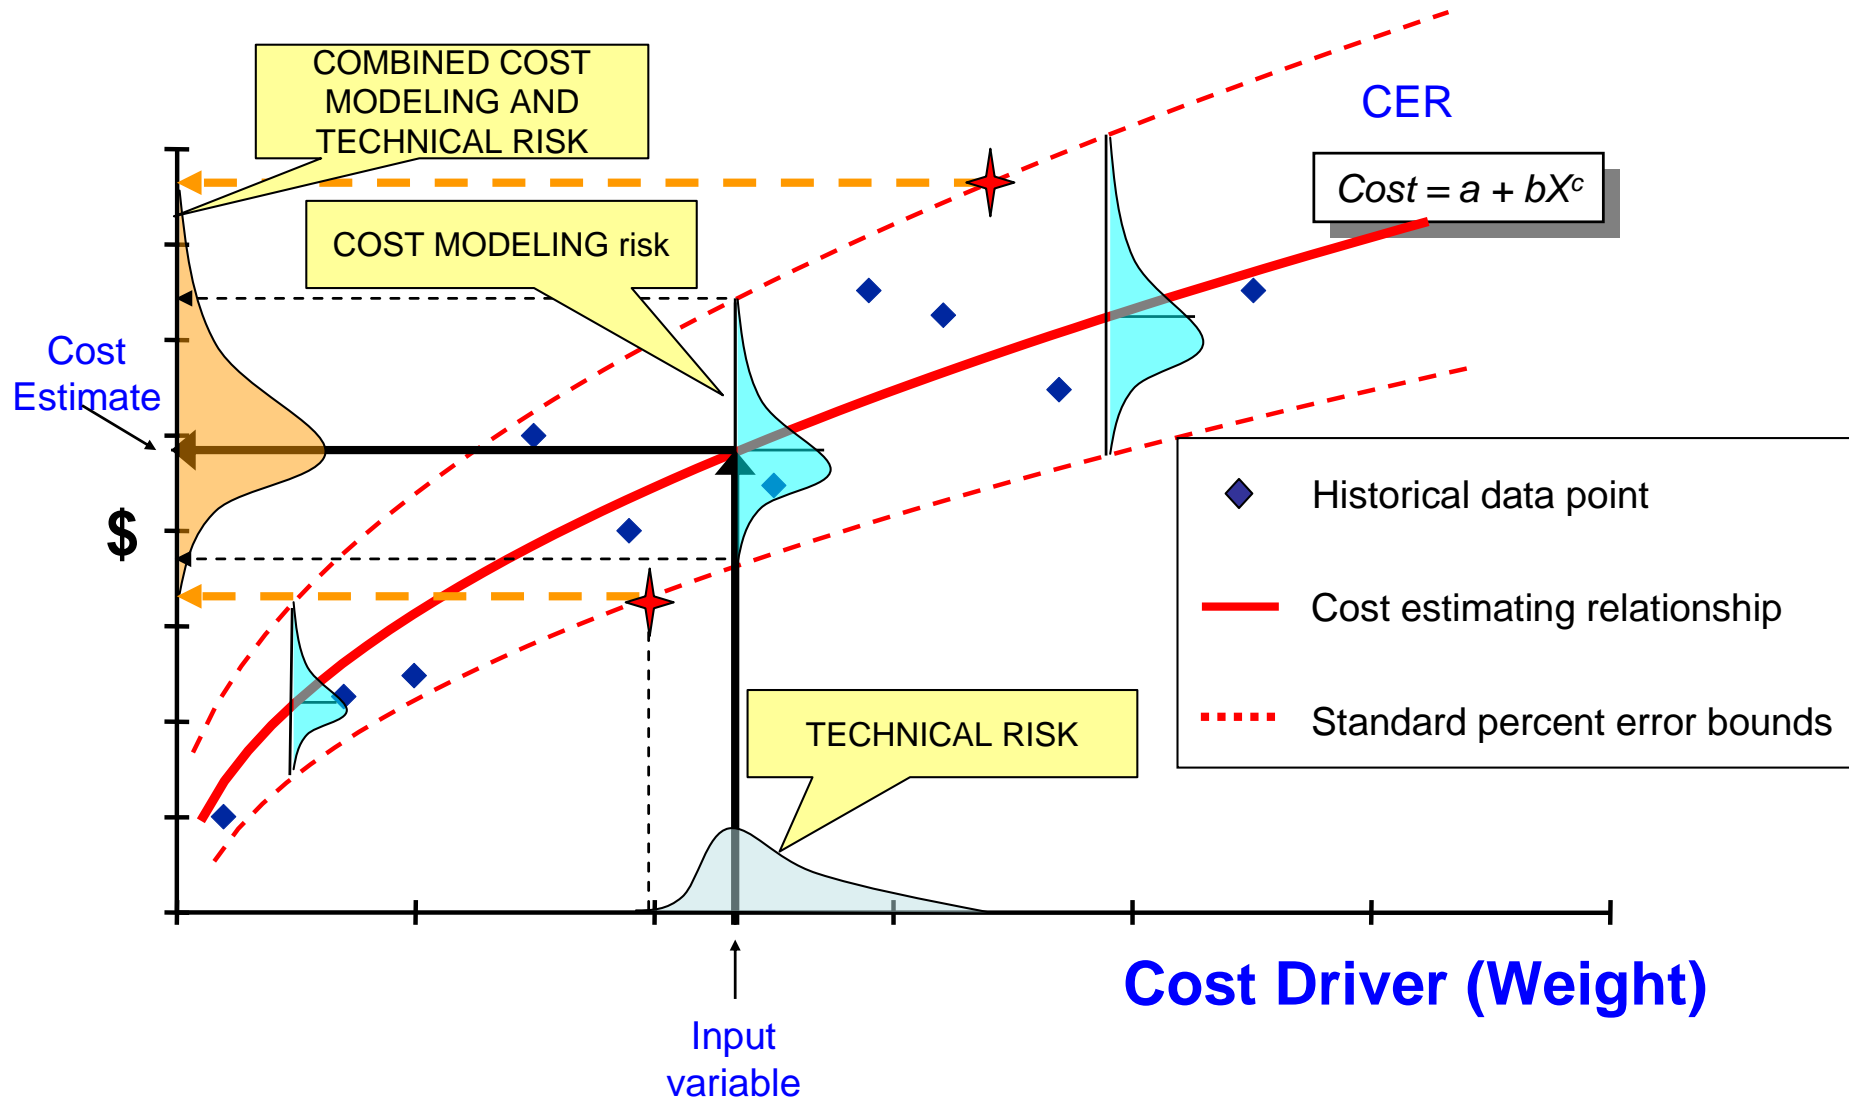 COMBINED COST
MODELING AND
TECHNICAL RISK
CER
Cost = a + bXᶜ
COST MODELING risk
Cost
Estimate
$
Historical data point
Cost estimating relationship
Standard percent error bounds
TECHNICAL RISK
Cost Driver (Weight)
Input
variable